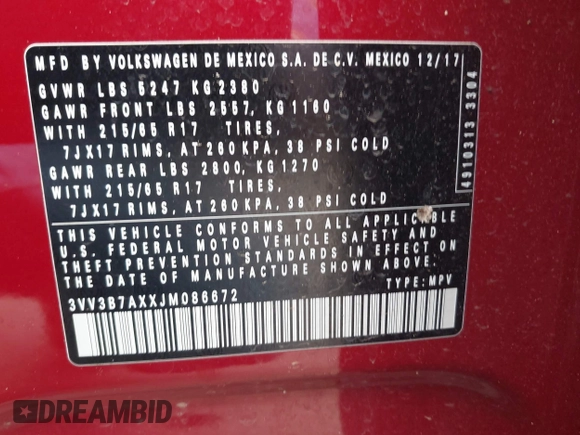 MFD BY VOLKSWAGEN DE MEXICO S.A. DE C.V. MEXICO 12/17
GVWR LBS 5247 KG 2380
GAWR FRONT LBS 2557, KG 1160
WITH 215/65 R17 TIRES,
7JX17 RIMS, AT 260 KPA, 38 PSI COLD
GAWR REAR LBS 2800, KG 1270
WITH 215/65 R17 TIRES,
7JX17 RIMS, AT 260 KPA, 38 PSI COLD
THIS VEHICLE CONFORMS TO ALL APPLICABLE
U.S. FEDERAL MOTOR VEHICLE SAFETY AND
THEFT PREVENTION STANDARDS IN EFFECT ON
THE DATE OF MANUFACTURE SHOWN ABOVE.
3VV3B7AXXJM086672 TYPE: MPV
4910313 3304
DREAMBID